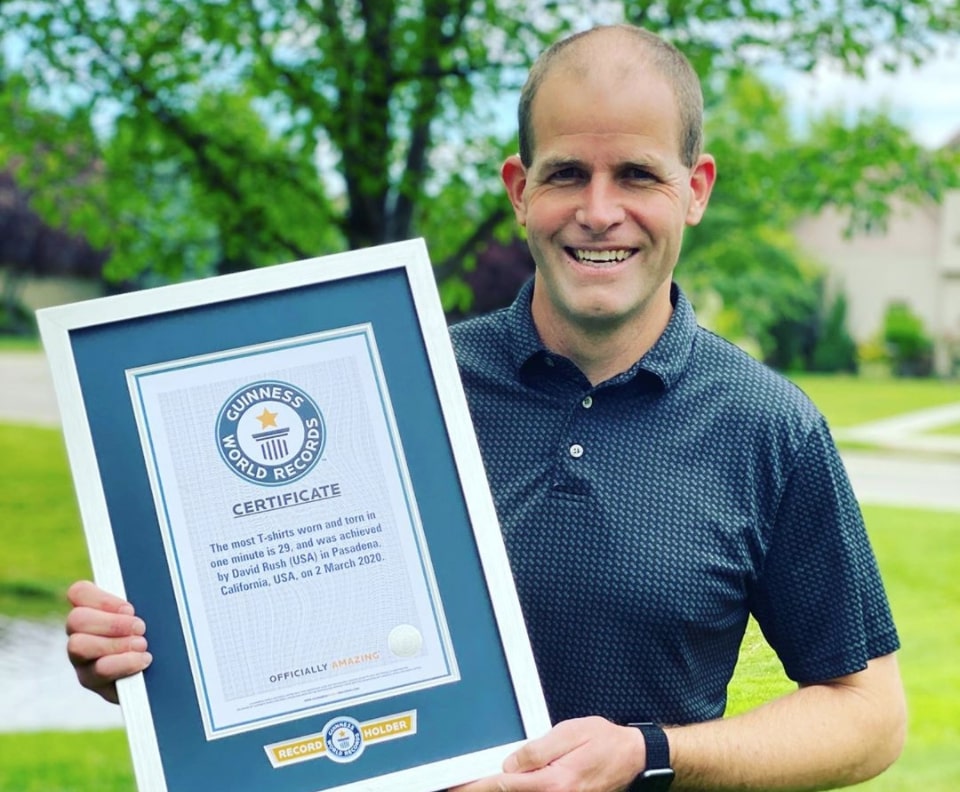 GUINNESS
WORLD RECORDS
CERTIFICATE
The most T-shirts worn and torn in
one minute is 29, and was achieved
by David Rush (USA) in Pasadena,
California, USA, on 2 March 2020.
OFFICIALLY AMAZING
RECORD HOLDER
GUINNESS
WORLD RECORDS